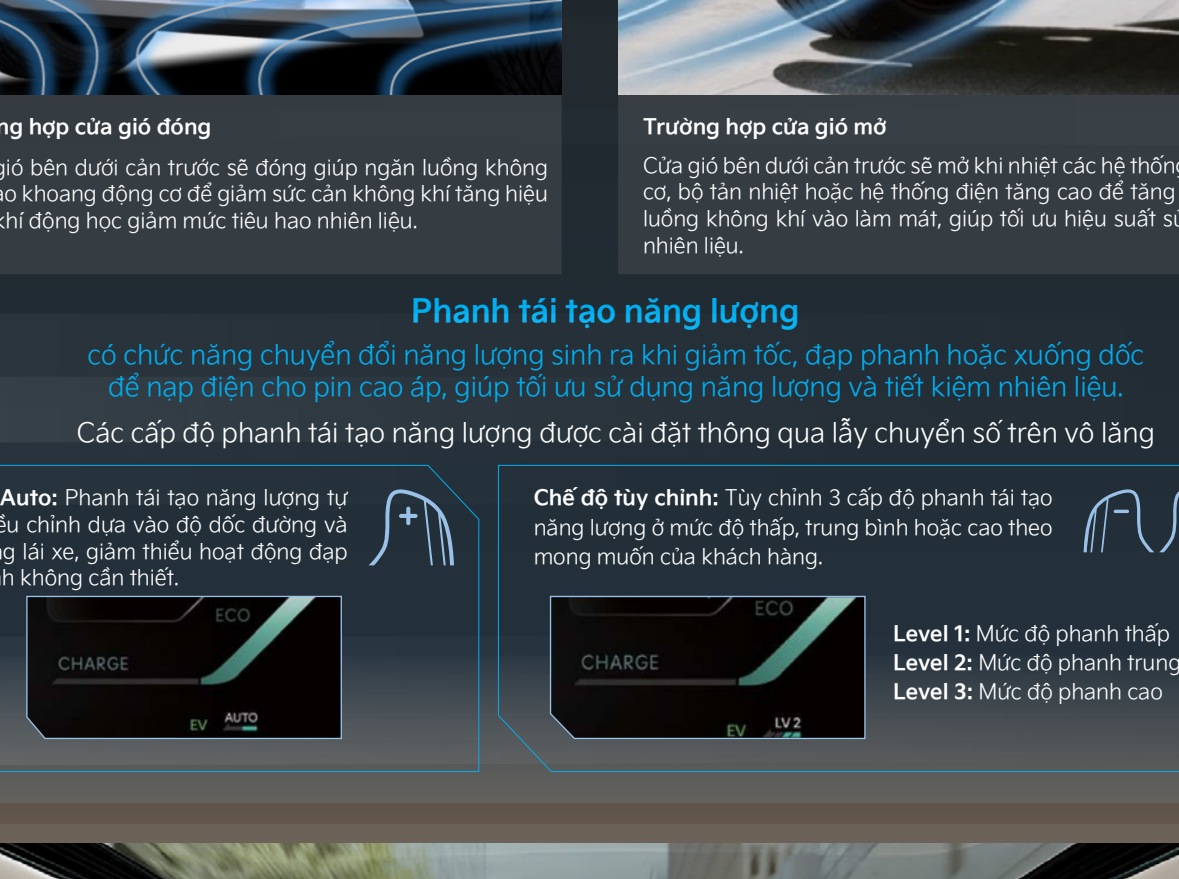 ng hợp cửa gió đóng
gió bên dưới cản trước sẽ đóng giúp ngăn luồng không
ao khoang động cơ để giảm sức cản không khí tăng hiệu
khí động học giảm mức tiêu hao nhiên liệu.
Trường hợp cửa gió mở
Cửa gió bên dưới cản trước sẽ mở khi nhiệt các hệ thống
cơ, bộ tản nhiệt hoặc hệ thống điện tăng cao để tăng
luồng không khí vào làm mát, giúp tối ưu hiệu suất sử
nhiên liệu.
Phanh tái tạo năng lượng
có chức năng chuyển đổi năng lượng sinh ra khi giảm tốc, đạp phanh hoặc xuống dốc
để nạp điện cho pin cao áp, giúp tối ưu sử dụng năng lượng và tiết kiệm nhiên liệu.
Các cấp độ phanh tái tạo năng lượng được cài đặt thông qua lẫy chuyển số trên vô lăng
Auto: Phanh tái tạo năng lượng tự
ều chỉnh dựa vào độ dốc đường và
ng lái xe, giảm thiểu hoạt động đạp
nh không cần thiết.
+
ECO
CHARGE
EV AUTO
Chế độ tùy chỉnh: Tùy chỉnh 3 cấp độ phanh tái tạo
năng lượng ở mức độ thấp, trung bình hoặc cao theo
mong muốn của khách hàng.
-
ECO
CHARGE
EV LV 2
Level 1: Mức độ phanh thấp
Level 2: Mức độ phanh trung
Level 3: Mức độ phanh cao